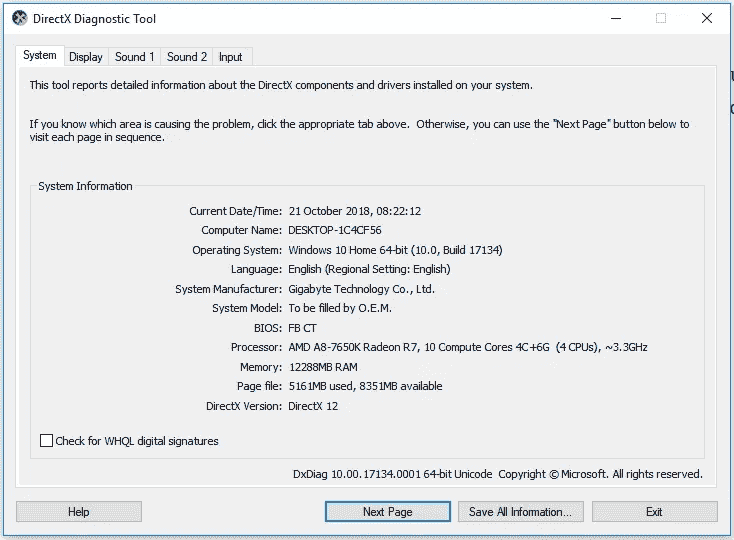 DirectX Diagnostic Tool
System Display Sound 1 Sound 2 Input
This tool reports detailed information about the DirectX components and drivers installed on your system.
If you know which area is causing the problem, click the appropriate tab above.  Otherwise, you can use the "Next Page" button below to
visit each page in sequence.
System Information
Current Date/Time: 21 October 2018, 08:22:12
Computer Name: DESKTOP-1C4CF56
Operating System: Windows 10 Home 64-bit (10.0, Build 17134)
Language: English (Regional Setting: English)
System Manufacturer: Gigabyte Technology Co., Ltd.
System Model: To be filled by O.E.M.
BIOS: FB CT
Processor: AMD A8-7650K Radeon R7, 10 Compute Cores 4C+6G  (4 CPUs), ~3.3GHz
Memory: 12288MB RAM
Page file: 5161MB used, 8351MB available
DirectX Version: DirectX 12
Check for WHQL digital signatures
DxDiag 10.00.17134.0001 64-bit Unicode  Copyright © Microsoft. All rights reserved.
Help Next Page Save All Information... Exit